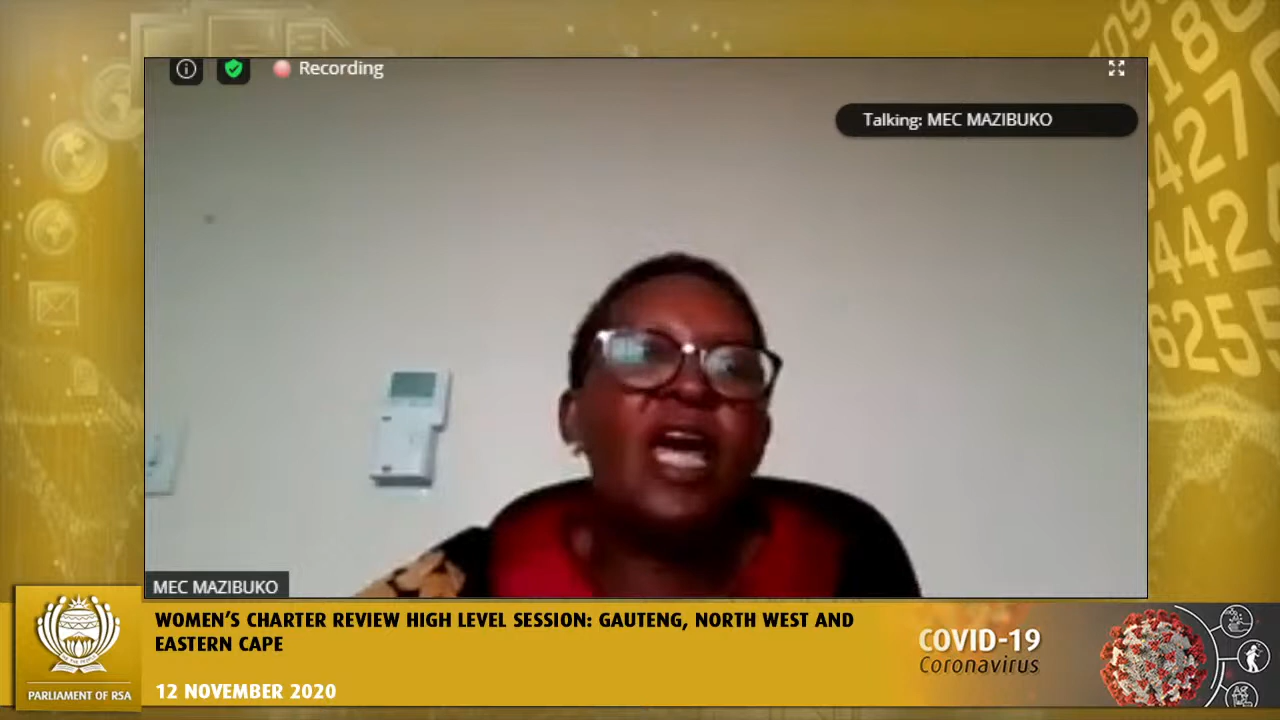 Recording
Talking: MEC MAZIBUKO
MEC MAZIBUKO
WOMEN'S CHARTER REVIEW HIGH LEVEL SESSION: GAUTENG, NORTH WEST AND
EASTERN CAPE
12 NOVEMBER 2020
PARLIAMENT OF RSA
COVID-19
Coronavirus